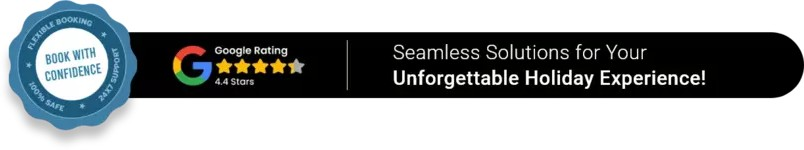 FLEXIBLE BOOKING
BOOK WITH
CONFIDENCE
100% SAFE
24X7 SUPPORT
Google Rating
4.4 Stars
Seamless Solutions for Your
Unforgettable Holiday Experience!